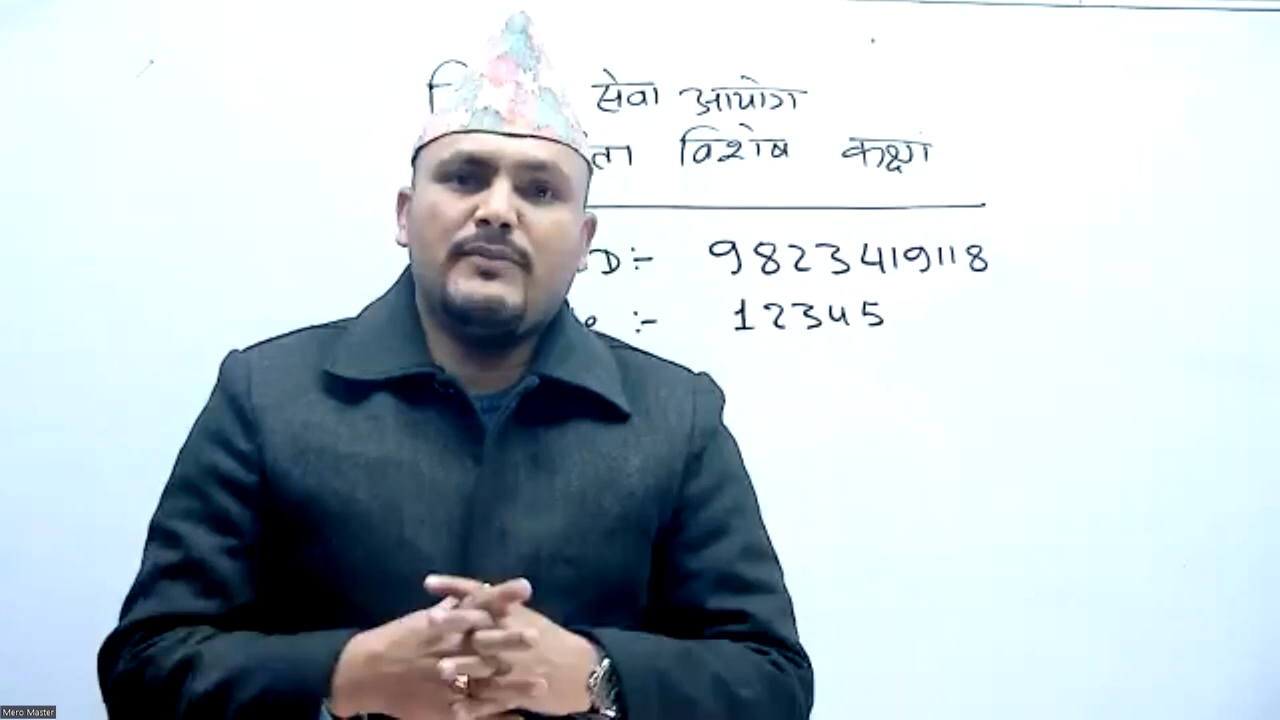 सेवा आयोग
विशेष कक्षा
D:- 9823419118
:- 12345
Mero Master